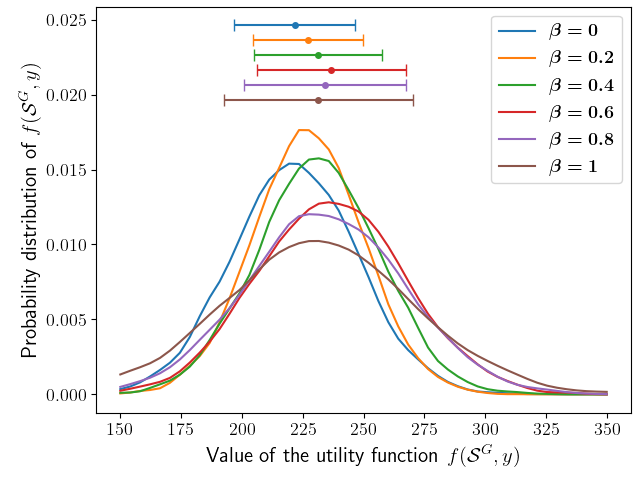 0.025
0.020
0.015
0.010
0.005
0.000
Probability distribution of $f(\mathcal{S}^G, y)$
β = 0
β = 0.2
β = 0.4
β = 0.6
β = 0.8
β = 1
150 175 200 225 250 275 300 325 350
Value of the utility function $f(\mathcal{S}^G, y)$